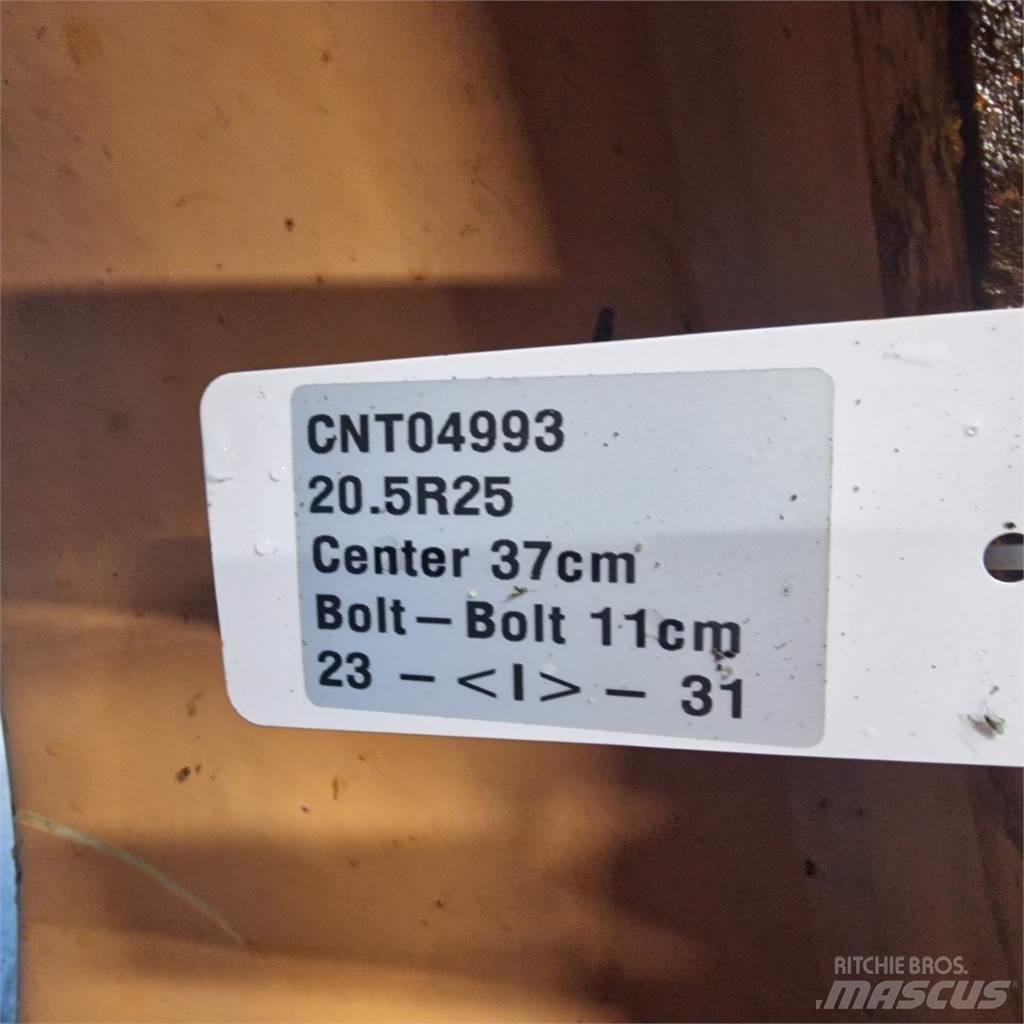 CNT04993
20.5R25
Center 37cm
Bolt-Bolt 11cm
23 - <I> - 31
RITCHIE BROS.
MASCUS